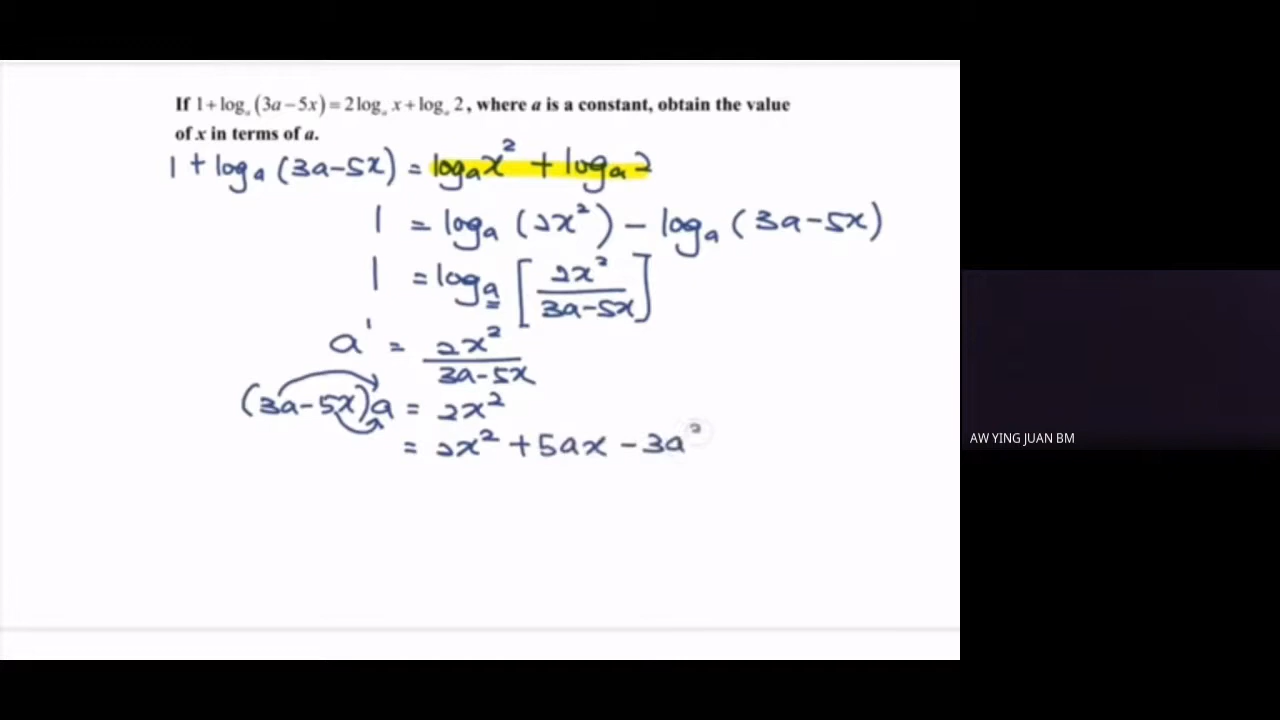 If 1 + logₐ (3a − 5x) = 2 logₐ x + logₐ 2, where a is a constant, obtain the value
of x in terms of a.
1 + logₐ (3a − 5x) = logₐ x² + logₐ 2
1 = logₐ (2x²) − logₐ (3a − 5x)
1 = logₐ [2x² / 3a − 5x]
a¹ = 2x² / 3a − 5x
(3a − 5x)a = 2x²
= 2x² + 5ax − 3a²
AW YING JUAN BM